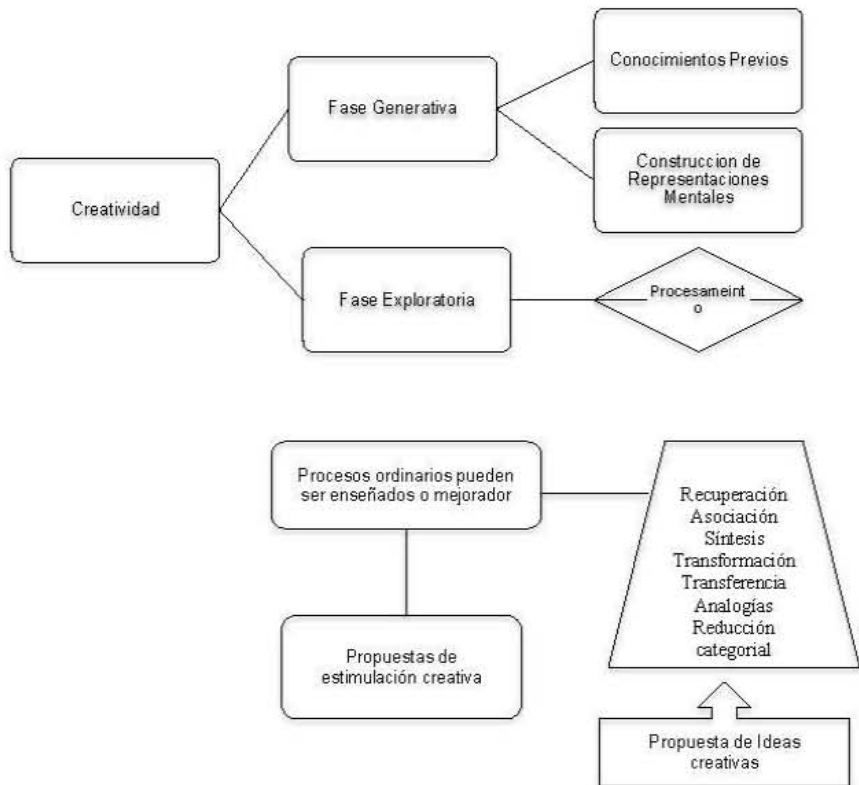 Conocimientos Previos
Fase Generativa
Construccion de
Representaciones
Mentales
Creatividad
Fase Exploratoria
Procesameint
o
Procesos ordinarios pueden
ser enseñados o mejorador
Recuperación
Asociación
Síntesis
Transformación
Transferencia
Analogías
Reducción
categorial
Propuestas de
estimulación creativa
Propuesta de Ideas
creativas